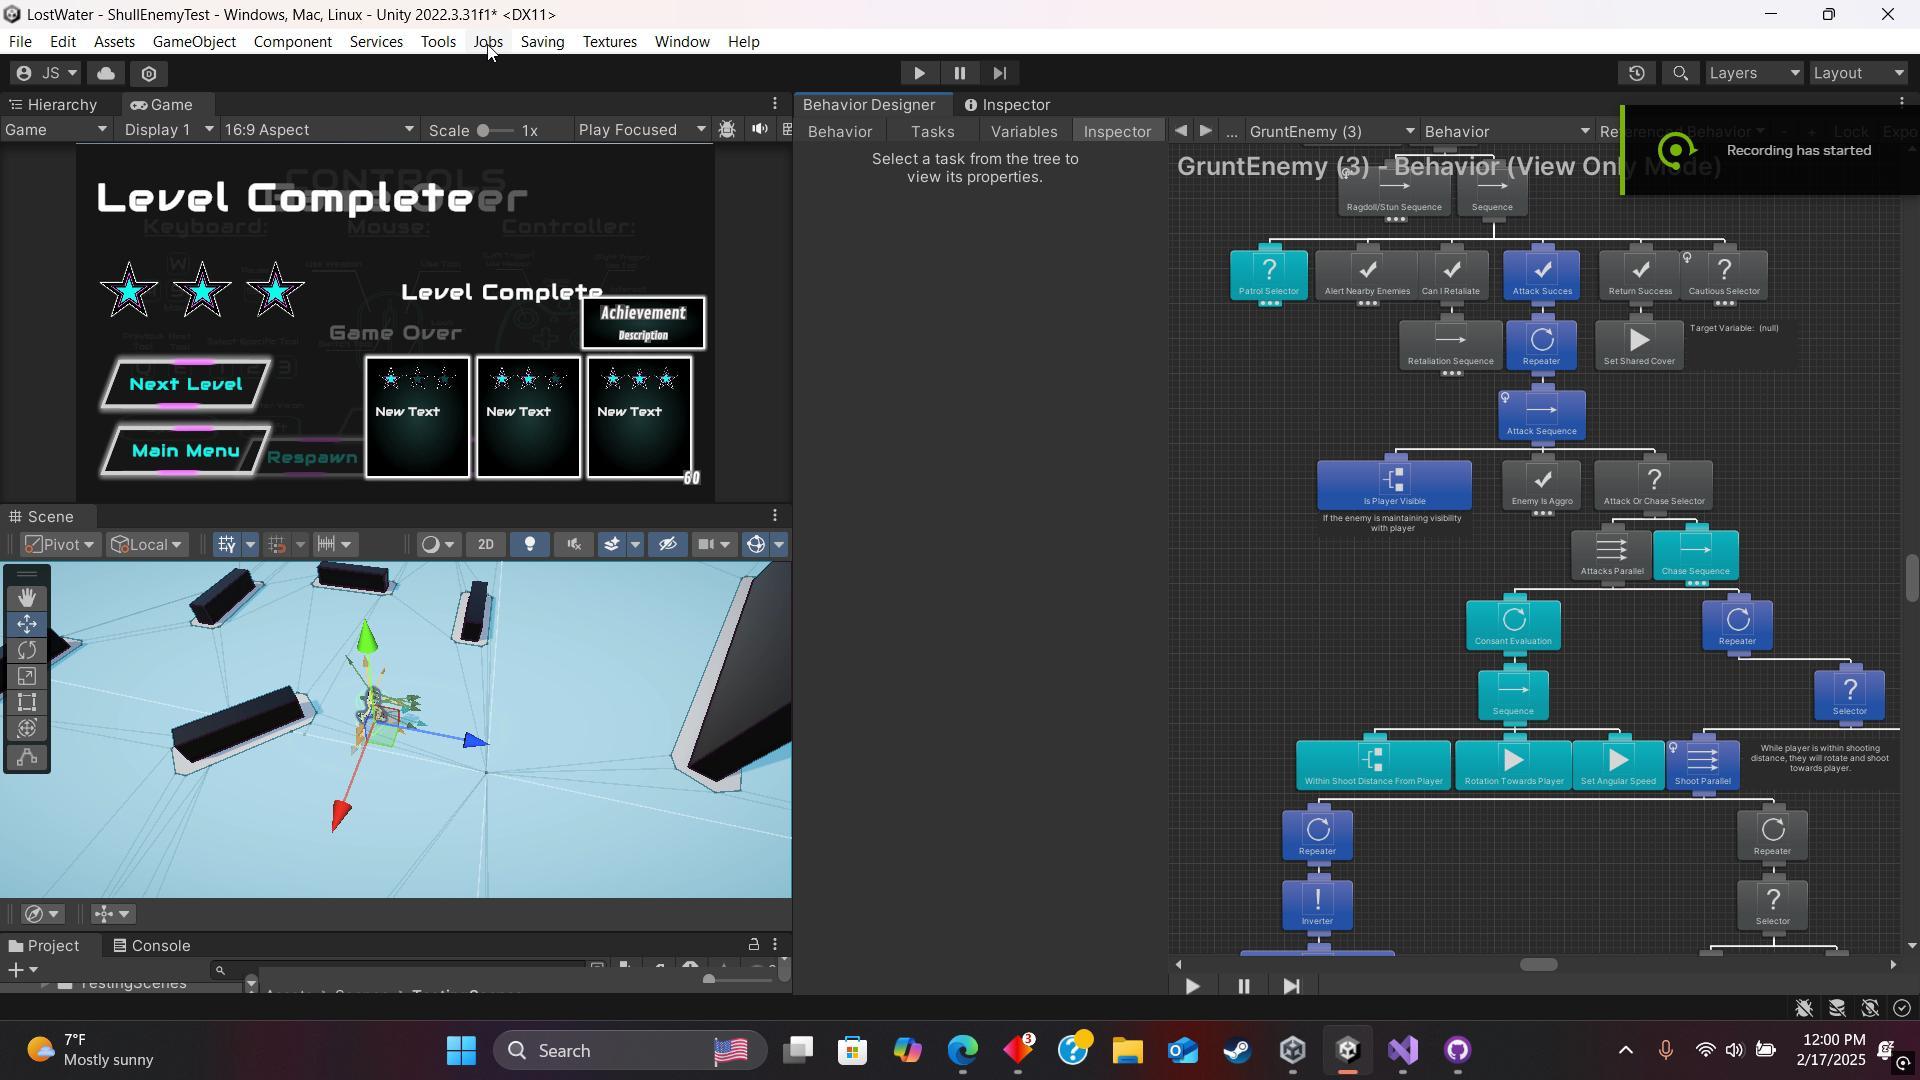 LostWater - ShullEnemyTest - Windows, Mac, Linux - Unity 2022.3.31f1* <DX11>
File Edit Assets GameObject Component Services Tools Jobs Saving Textures Window Help
JS
Layers
Layout
Hierarchy
Game
Behavior Designer
Inspector
Game
Display 1
16:9 Aspect
Scale
1x
Play Focused
Behavior
Tasks
Variables
Inspector
...
GruntEnemy (3)
Behavior
Recording has started
Select a task from the tree to
view its properties.
GruntEnemy (3) - Behavior (View Only Mode)
CONTROLS
Level Complete
Keyboard:
Mouse:
Controller:
Level Complete
Achievement
Description
Game Over
Next Level
New Text
New Text
New Text
Main Menu
Respawn
60
Ragdoll/Stun Sequence
Sequence
Patrol Selector
Alert Nearby Enemies
Can I Retaliate
Attack Succes
Return Success
Cautious Selector
Retaliation Sequence
Repeater
Set Shared Cover
Target Variable: (null)
Attack Sequence
Is Player Visible
Enemy Is Aggro
Attack Or Chase Selector
If the enemy is maintaining visibility
with player
Attacks Parallel
Chase Sequence
Consant Evaluation
Repeater
Sequence
Selector
Within Shoot Distance From Player
Rotation Towards Player
Set Angular Speed
Shoot Parallel
While player is within shooting
distance, they will rotate and shoot
towards player.
Repeater
Repeater
Inverter
Selector
Scene
Pivot
Local
2D
Project
Console
TestingScenes
7°F
Mostly sunny
Search
3
12:00 PM
2/17/2025